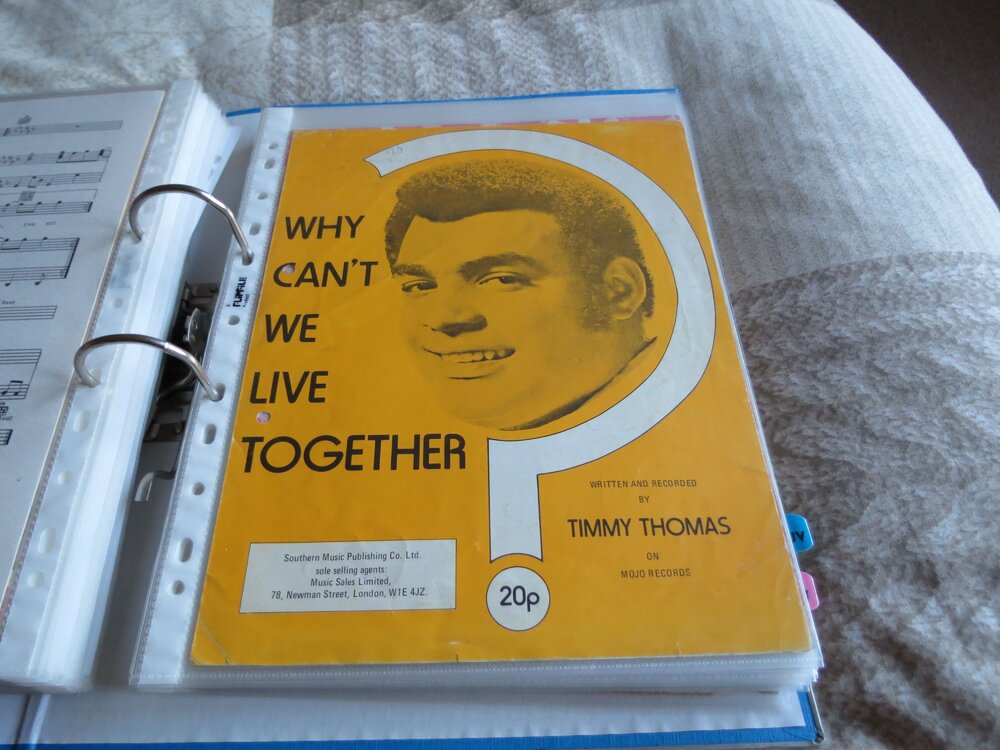 WHY
CAN'T
WE
LIVE
TOGETHER
?
WRITTEN AND RECORDED
BY
TIMMY THOMAS
ON
MOJO RECORDS
Southern Music Publishing Co. Ltd.
sole selling agents:
Music Sales Limited,
78, Newman Street, London, W1E 4JZ.
20p
FLIPFILE